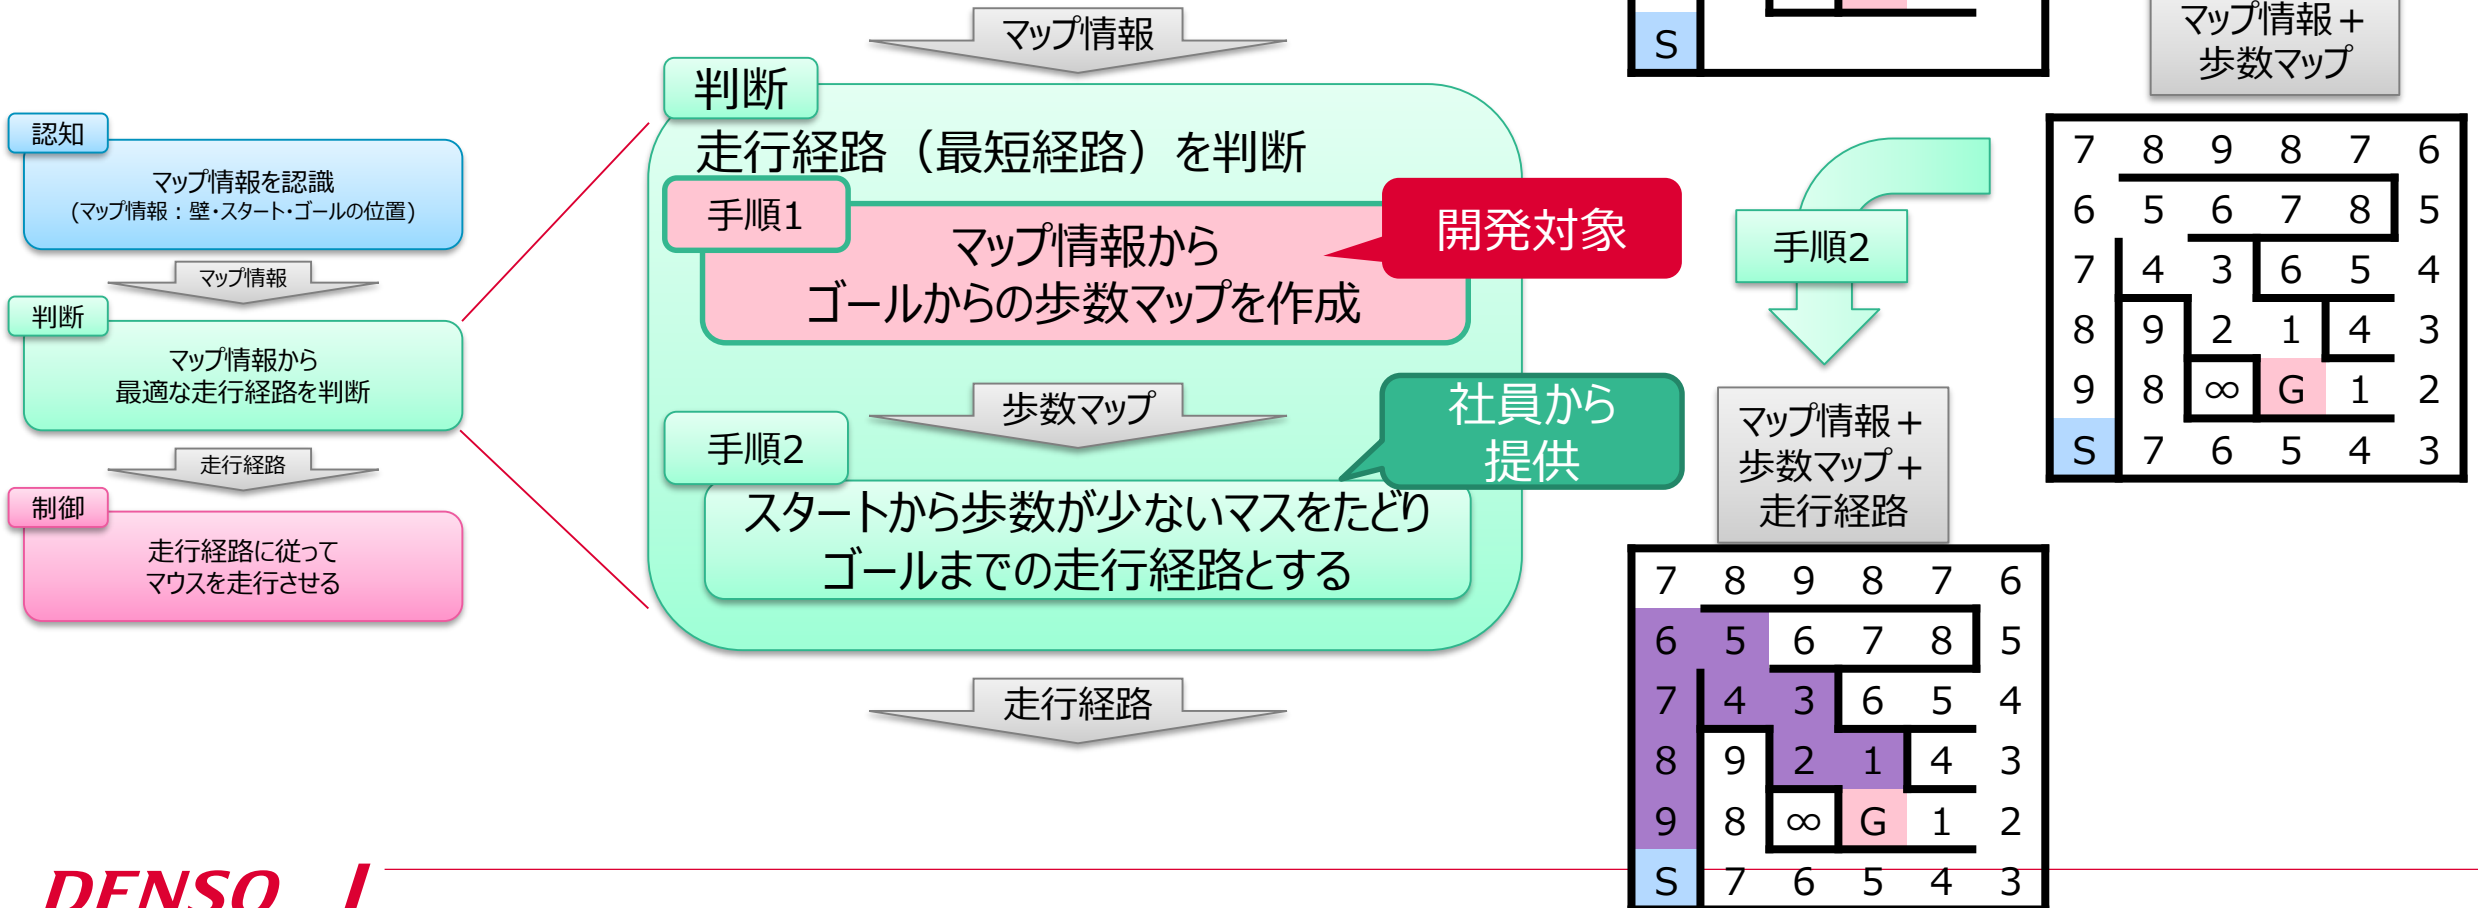 認知
マップ情報を認識
(マップ情報：壁・スタート・ゴールの位置)
マップ情報
判断
マップ情報から
最適な走行経路を判断
走行経路
制御
走行経路に従って
マウスを走行させる
マップ情報
判断
走行経路（最短経路）を判断
手順1
マップ情報から
ゴールからの歩数マップを作成
開発対象
歩数マップ
社員から
提供
手順2
スタートから歩数が少ないマスをたどり
ゴールまでの走行経路とする
走行経路
S
マップ情報＋
歩数マップ
7 8 9 8 7 6
6 5 6 7 8 5
7 4 3 6 5 4
8 9 2 1 4 3
9 8 ∞ G 1 2
S 7 6 5 4 3
手順2
マップ情報＋
歩数マップ＋
走行経路
7 8 9 8 7 6
6 5 6 7 8 5
7 4 3 6 5 4
8 9 2 1 4 3
9 8 ∞ G 1 2
S 7 6 5 4 3
DENSO